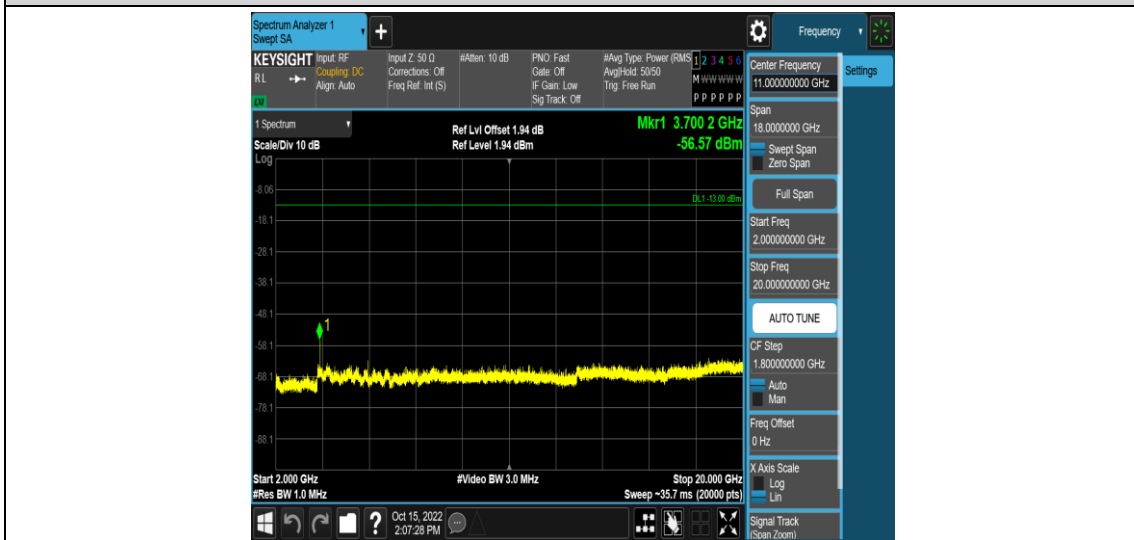 Spectrum Analyzer 1
Swept SA
+
Frequency
KEYSIGHT
RL
LXI
Input: RF
Coupling: DC
Align: Auto
Input Z: 50 Ω
Corrections: Off
Freq Ref: Int (S)
#Atten: 10 dB
PNO: Fast
Gate: Off
IF Gain: Low
Sig Track: Off
#Avg Type: Power (RMS
Avg|Hold: 50/50
Trig: Free Run
1 2 3 4 5 6
M W W W W W
P P P P P P
1 Spectrum
Scale/Div 10 dB
Log
Ref Lvl Offset 1.94 dB
Ref Level 1.94 dBm
Mkr1 3.700 2 GHz
-56.57 dBm
-8.06
DL1 -13.00 dBm
-18.1
-28.1
-38.1
-48.1
1
-58.1
-68.1
-78.1
-88.1
Start 2.000 GHz
#Res BW 1.0 MHz
#Video BW 3.0 MHz
Stop 20.000 GHz
Sweep ~35.7 ms (20000 pts)
?
Oct 15, 2022
2:07:28 PM
Center Frequency
11.000000000 GHz
Settings
Span
18.0000000 GHz
Swept Span
Zero Span
Full Span
Start Freq
2.000000000 GHz
Stop Freq
20.000000000 GHz
AUTO TUNE
CF Step
1.800000000 GHz
Auto
Man
Freq Offset
0 Hz
X Axis Scale
Log
Lin
Signal Track
(Span Zoom)